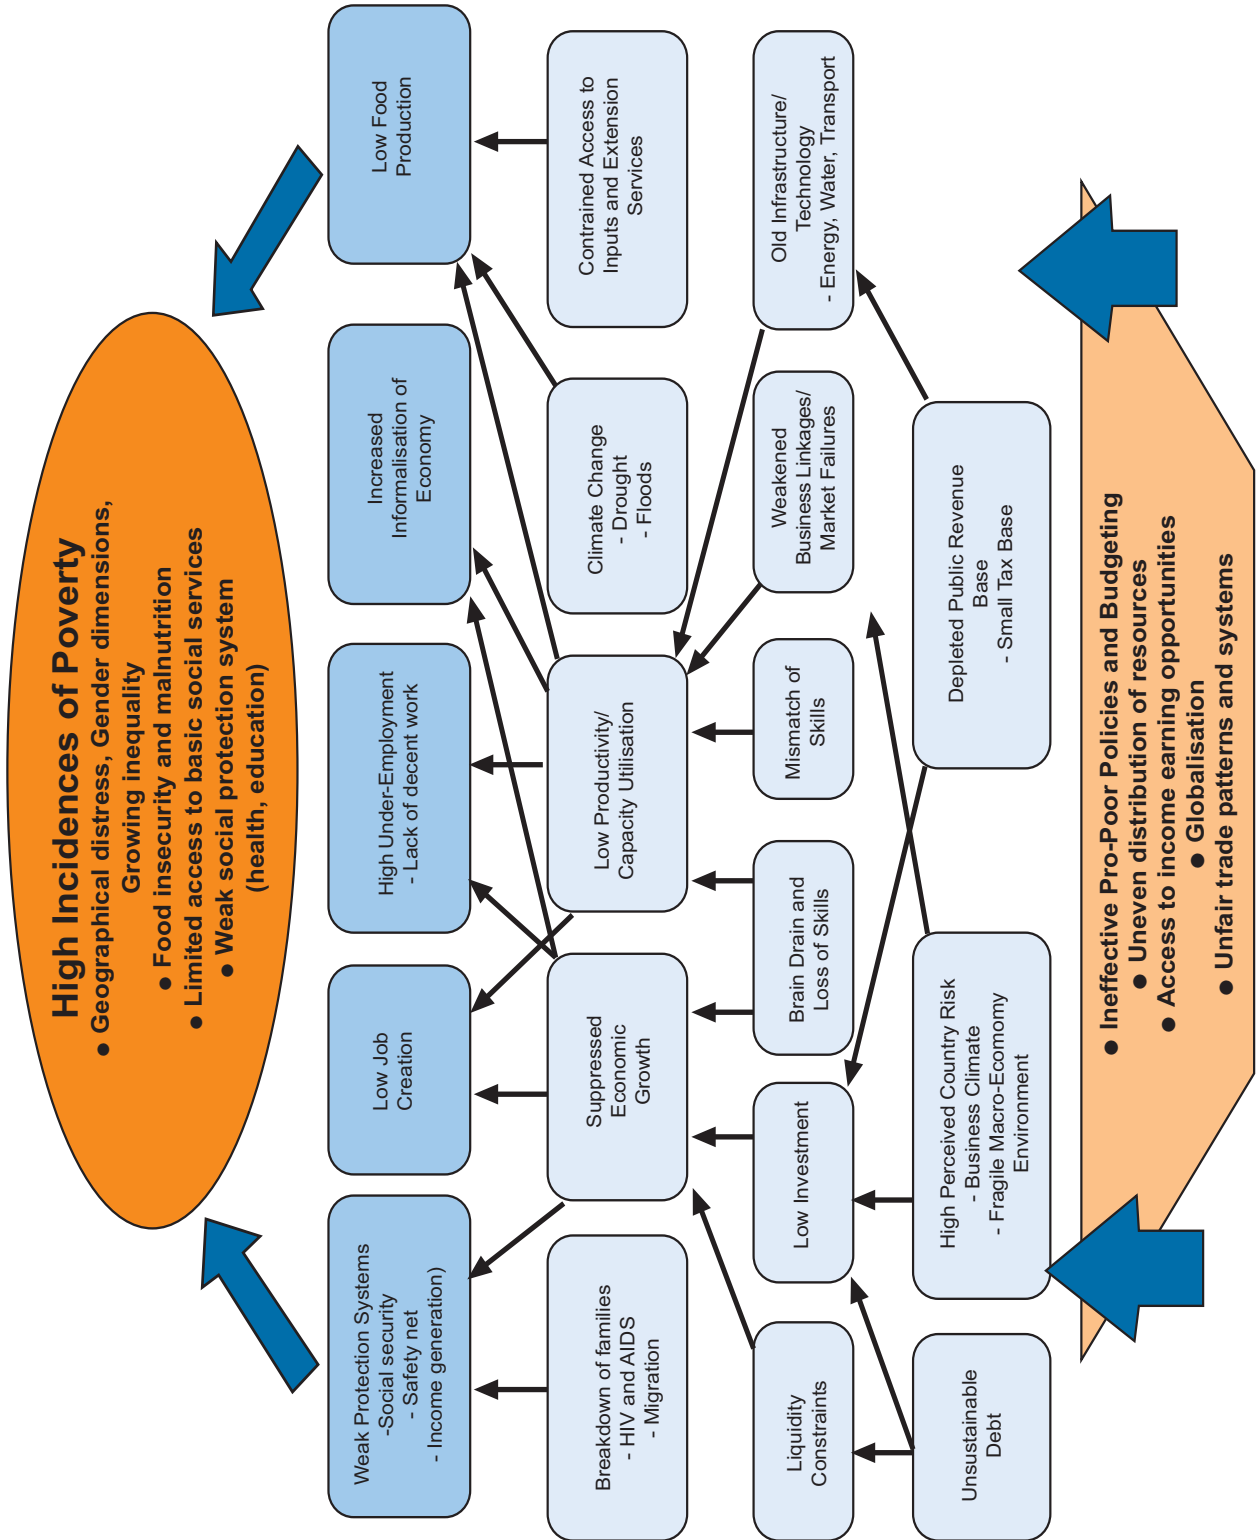 High Incidences of Poverty
● Geographical distress, Gender dimensions,
Growing inequality
● Food insecurity and malnutrition
● Limited access to basic social services
● Weak social protection system
(health, education)
Weak Protection Systems
-Social security
- Safety net
- Income generation)
Low Job
Creation
High Under-Employment
- Lack of decent work
Increased
Informalisation of
Economy
Low Food
Production
Breakdown of families
- HIV and AIDS
- Migration
Suppressed
Economic
Growth
Low Productivity/
Capacity Utilisation
Climate Change
- Drought
- Floods
Contrained Access to
Inputs and Extension
Services
Liquidity
Constraints
Low Investment
Brain Drain and
Loss of Skills
Mismatch of
Skills
Weakened
Business Linkages/
Market Failures
Old Infrastructure/
Technology
- Energy, Water, Transport
Unsustainable
Debt
High Perceived Country Risk
- Business Climate
- Fragile Macro-Ecomomy
Environment
Depleted Public Revenue
Base
- Small Tax Base
● Ineffective Pro-Poor Policies and Budgeting
● Uneven distribution of resources
● Access to income earning opportunities
● Globalisation
● Unfair trade patterns and systems